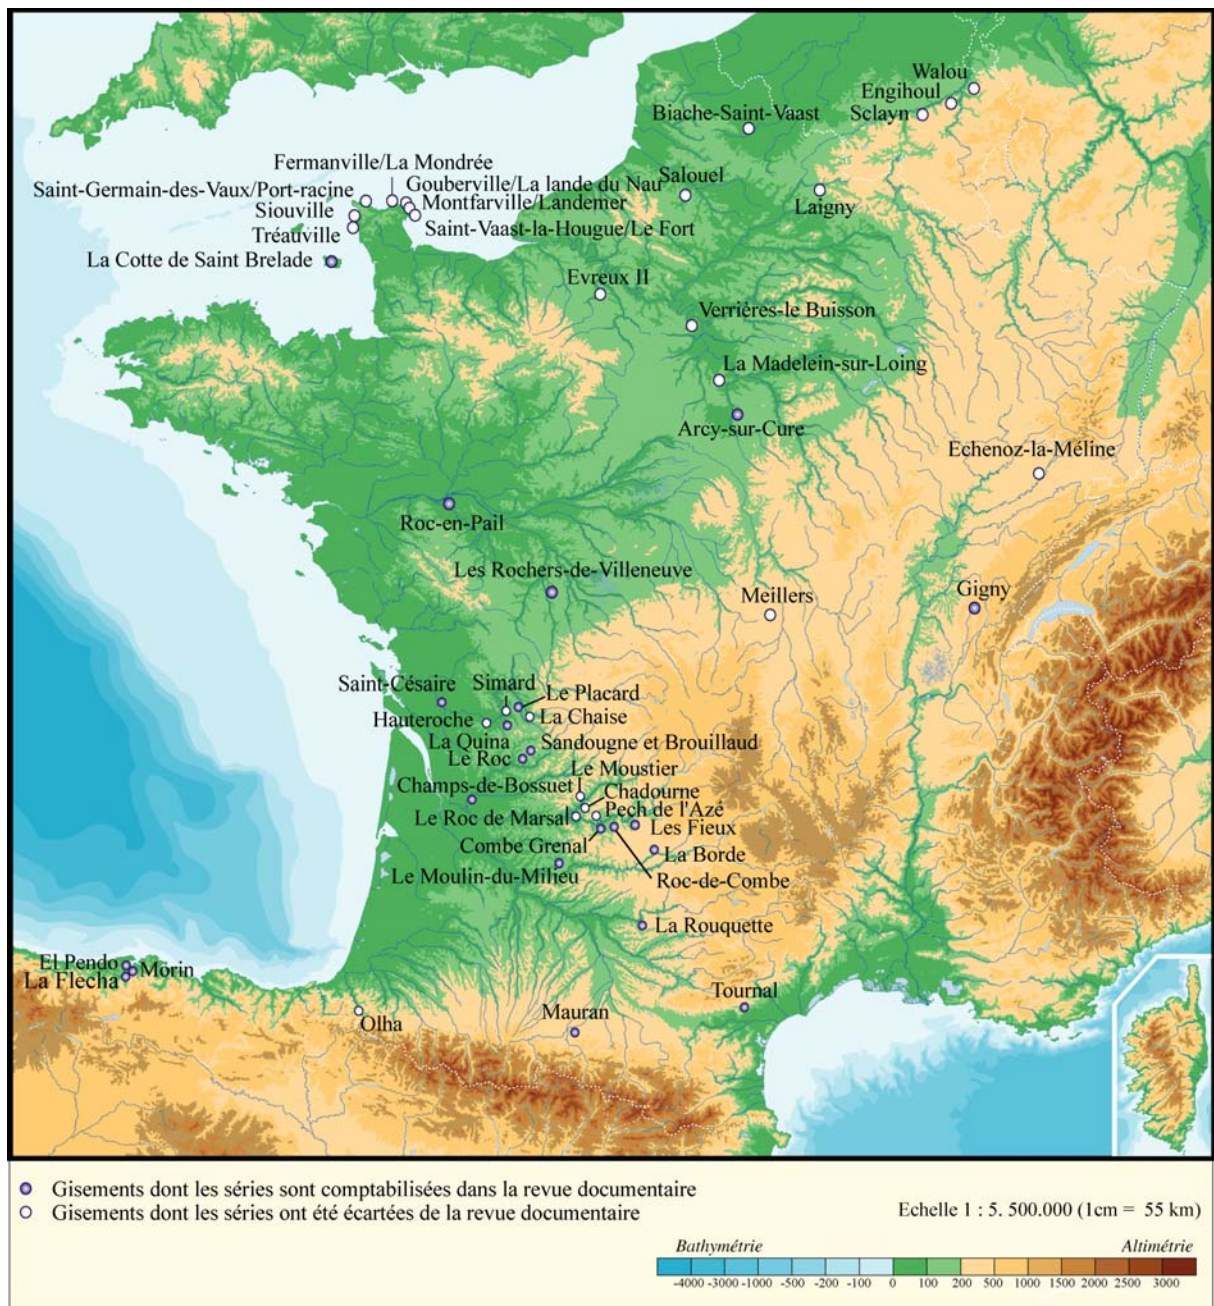 Walou
Engihoul
Sclayn
Biache-Saint-Vaast
Fermanville/La Mondrée
Salouel
Gouberville/La lande du Nau
Saint-Germain-des-Vaux/Port-racine
Montfarville/Landemer
Laigny
Siouville
Saint-Vaast-la-Hougue/Le Fort
Tréauville
La Cotte de Saint Brelade
Evreux II
Verrières-le Buisson
La Madelein-sur-Loing
Arcy-sur-Cure
Echenoz-la-Méline
Roc-en-Pail
Les Rochers-de-Villeneuve
Meillers
Gigny
Saint-Césaire
Simard
Le Placard
Hauteroche
La Chaise
La Quina
Sandougne et Brouillaud
Le Roc
Le Moustier
Champs-de-Bossuet
Chadourne
Pech de l'Azé
Le Roc de Marsal
Les Fieux
Combe Grenal
La Borde
Le Moulin-du-Milieu
Roc-de-Combe
La Rouquette
El Pendo
Morin
La Flecha
Tournal
Olha
Mauran
Gisements dont les séries sont comptabilisées dans la revue documentaire
Gisements dont les séries ont été écartées de la revue documentaire
Echelle 1 : 5. 500.000 (1cm = 55 km)
Bathymétrie Altimétrie
-4000 -3000 -1000 -500 -200 -100 0 100 200 500 1000 1500 2000 2500 3000